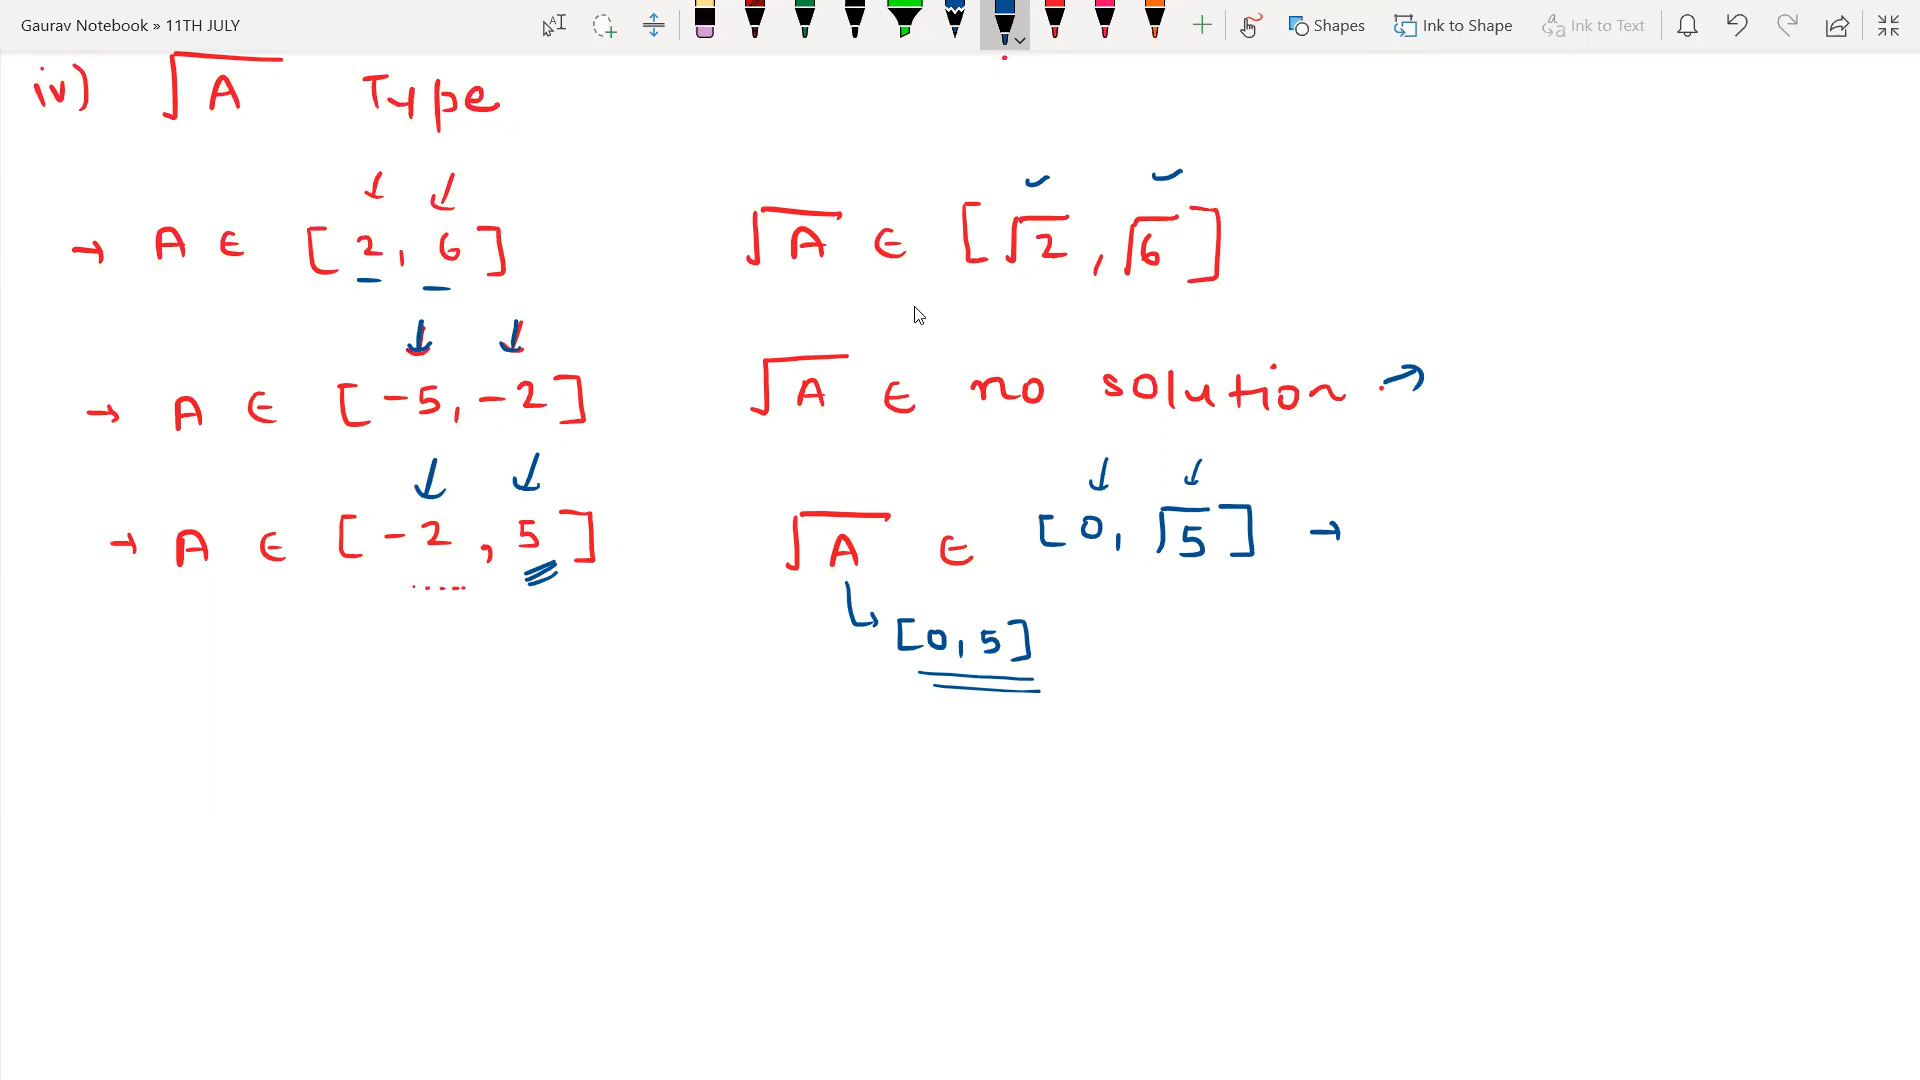 Gaurav Notebook » 11TH JULY
Shapes Ink to Shape Ink to Text
iv) √A Type
→ A ∈ [2, 6] √A ∈ [√2, √6]
→ A ∈ [-5, -2] √A ∈ no solution →
→ A ∈ [-2, 5] √A ∈ [0, √5] →
[0, 5]